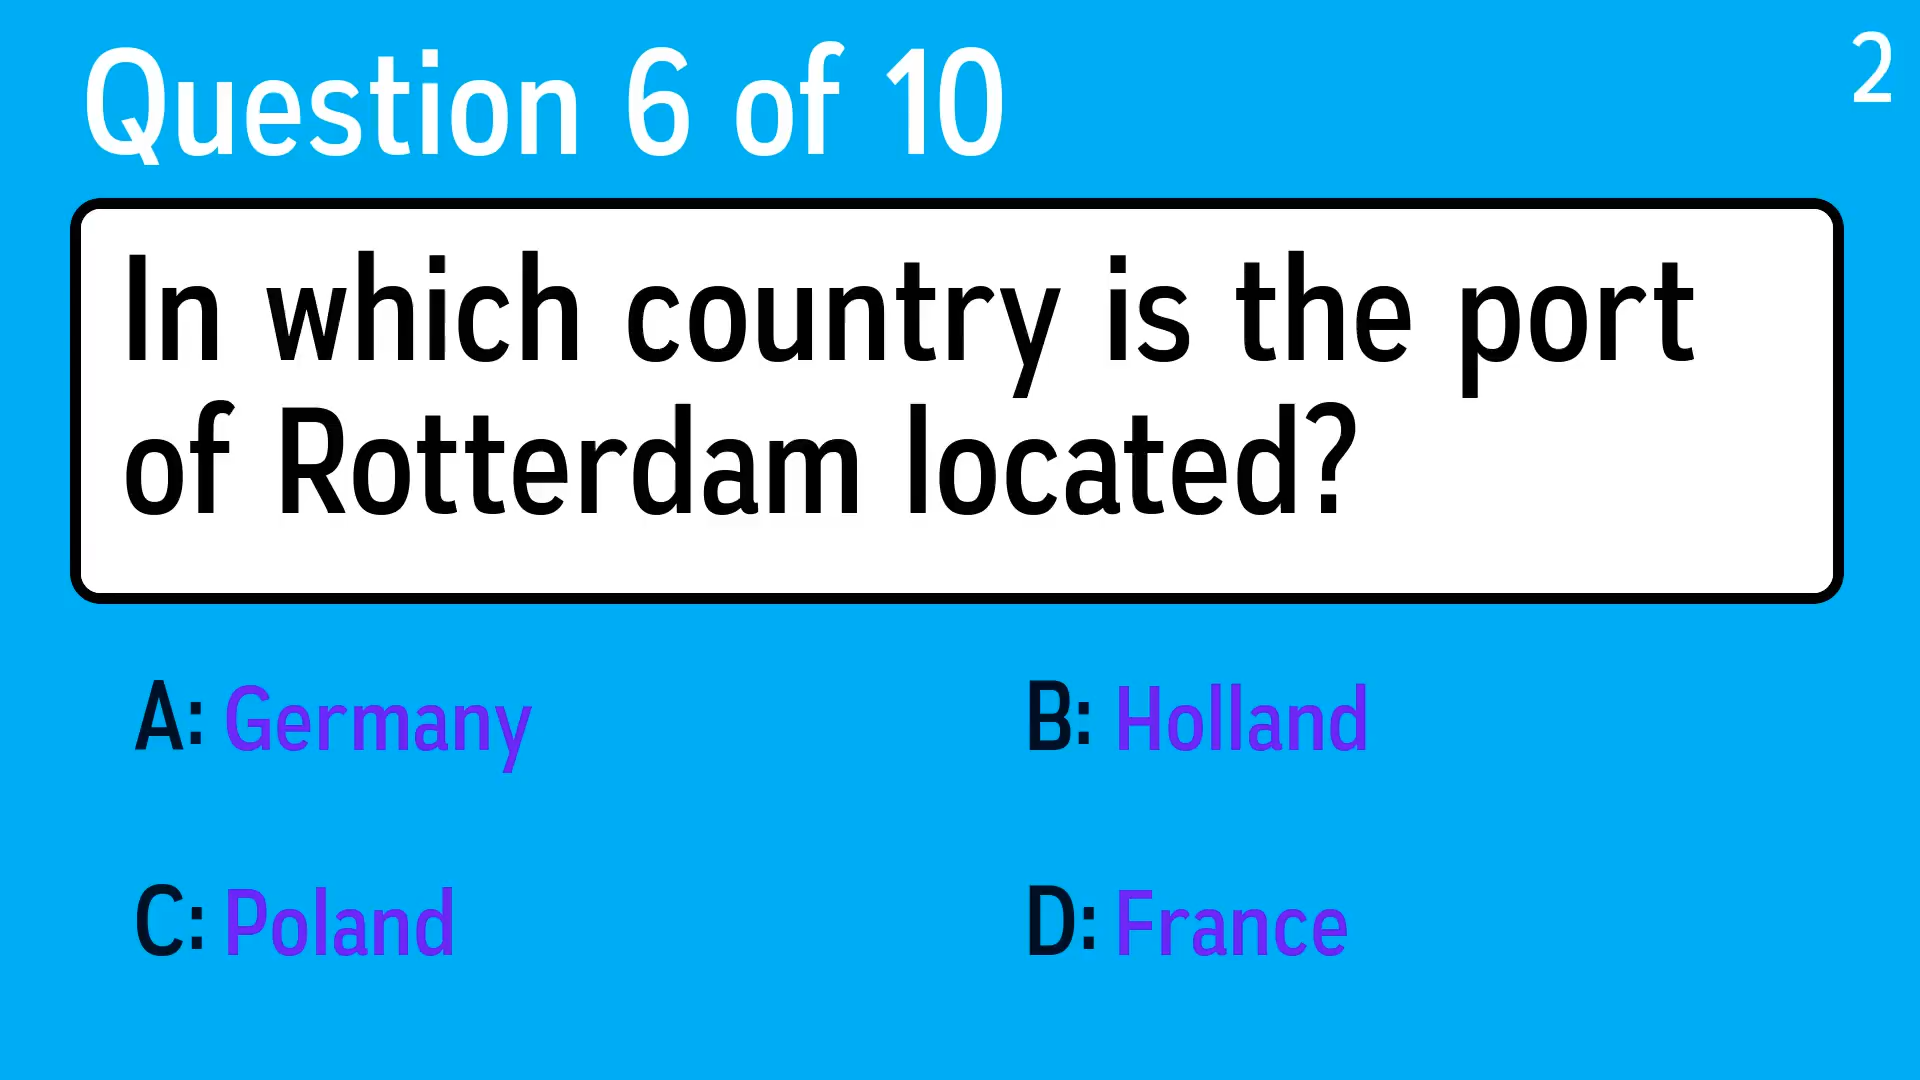 Question 6 of 10
2
In which country is the port
of Rotterdam located?
A: Germany
B: Holland
C: Poland
D: France